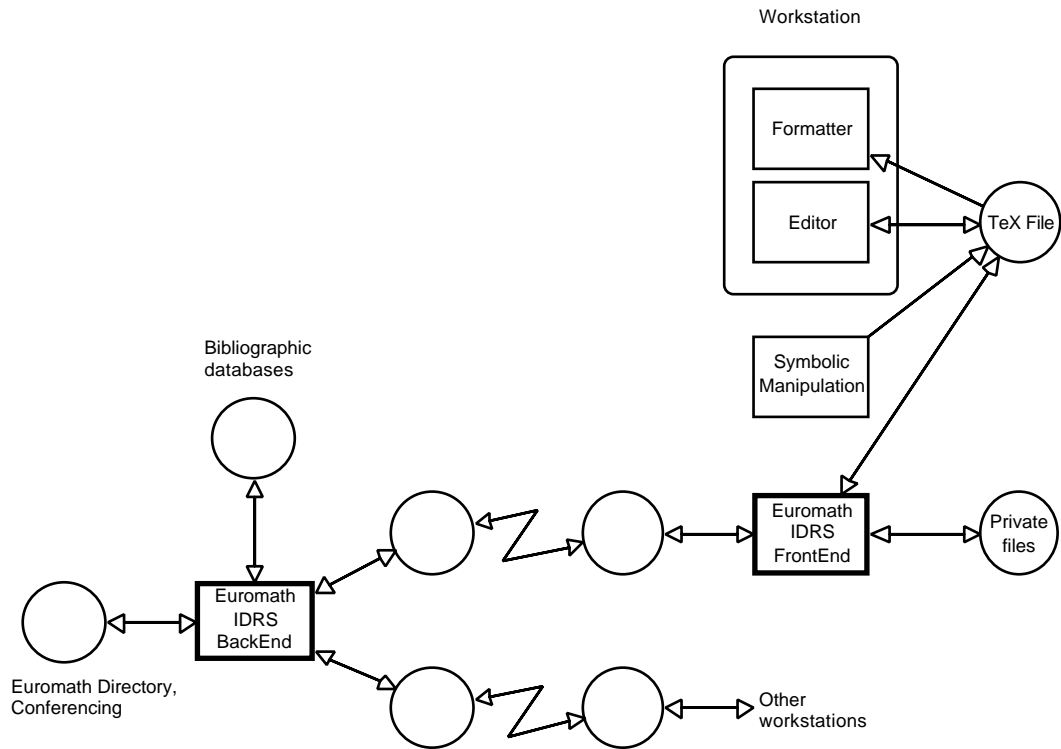 Workstation
Formatter
Editor
TeX File
Symbolic
Manipulation
Bibliographic
databases
Euromath
IDRS
FrontEnd
Private
files
Euromath
IDRS
BackEnd
Euromath Directory,
Conferencing
Other
workstations